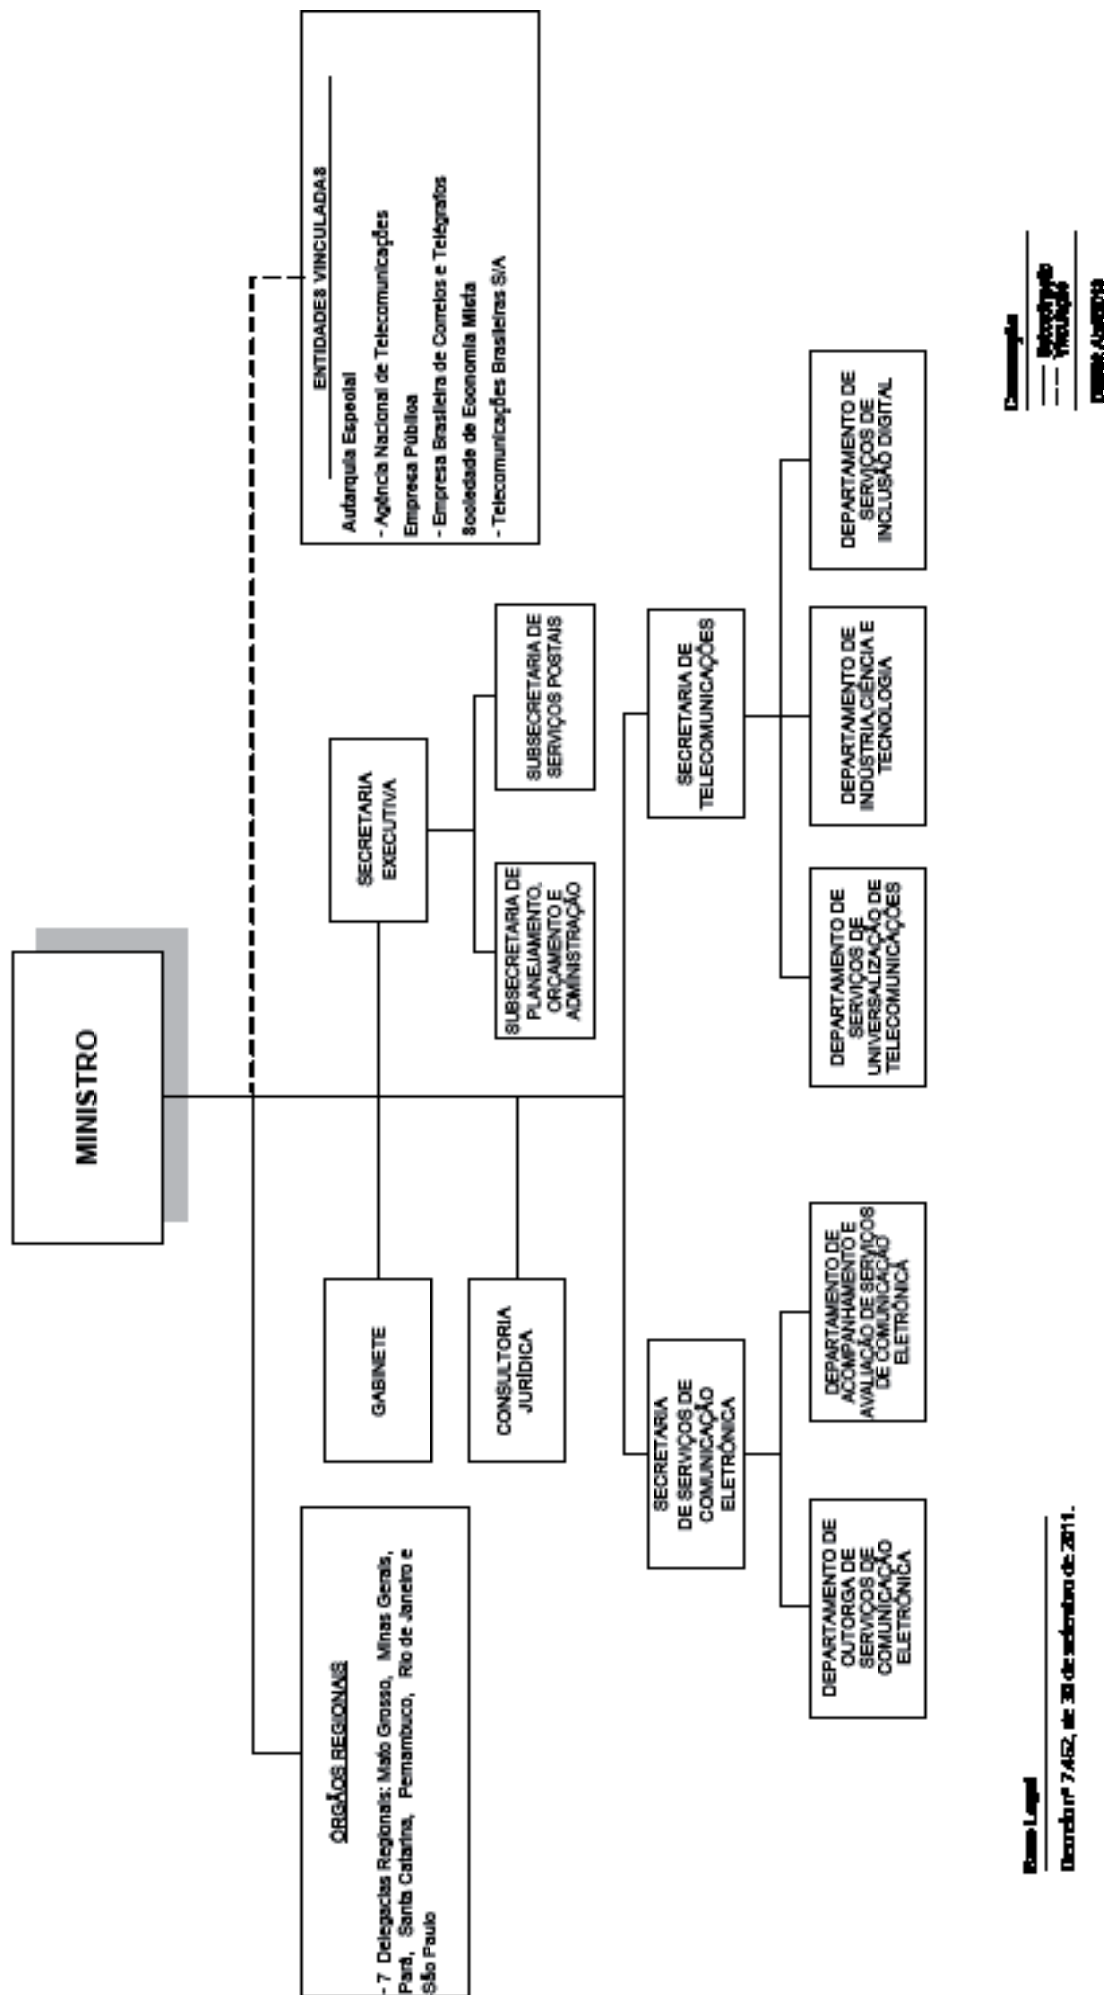 MINISTRO
ENTIDADES VINCULADAS
Autarquia Especial
- Agência Nacional de Telecomunicações
Empresa Pública
- Empresa Brasileira de Correios e Telégrafos
Sociedade de Economia Mista
- Telecomunicações Brasileiras S/A
ÓRGÃOS REGIONAIS
- 7 Delegacias Regionais: Mato Grosso, Minas Gerais,
Pará, Santa Catarina, Pernambuco, Rio de Janeiro e
São Paulo
GABINETE
SECRETARIA
EXECUTIVA
CONSULTORIA
JURÍDICA
SUBSECRETARIA DE
PLANEJAMENTO,
ORÇAMENTO E
ADMINISTRAÇÃO
SUBSECRETARIA DE
SERVIÇOS POSTAIS
SECRETARIA
DE SERVIÇOS DE
COMUNICAÇÃO
ELETRÔNICA
SECRETARIA DE
TELECOMUNICAÇÕES
DEPARTAMENTO DE
OUTORGA DE
SERVIÇOS DE
COMUNICAÇÃO
ELETRÔNICA
DEPARTAMENTO DE
ACOMPANHAMENTO E
AVALIAÇÃO DE SERVIÇOS
DE COMUNICAÇÃO
ELETRÔNICA
DEPARTAMENTO DE
SERVIÇOS DE
UNIVERSALIZAÇÃO DE
TELECOMUNICAÇÕES
DEPARTAMENTO DE
INDÚSTRIA,CIÊNCIA E
TECNOLOGIA
DEPARTAMENTO DE
SERVIÇOS DE
INCLUSÃO DIGITAL
Base Legal
Decreto nº 7.462, de 30 de setembro de 2011.
Vinculação